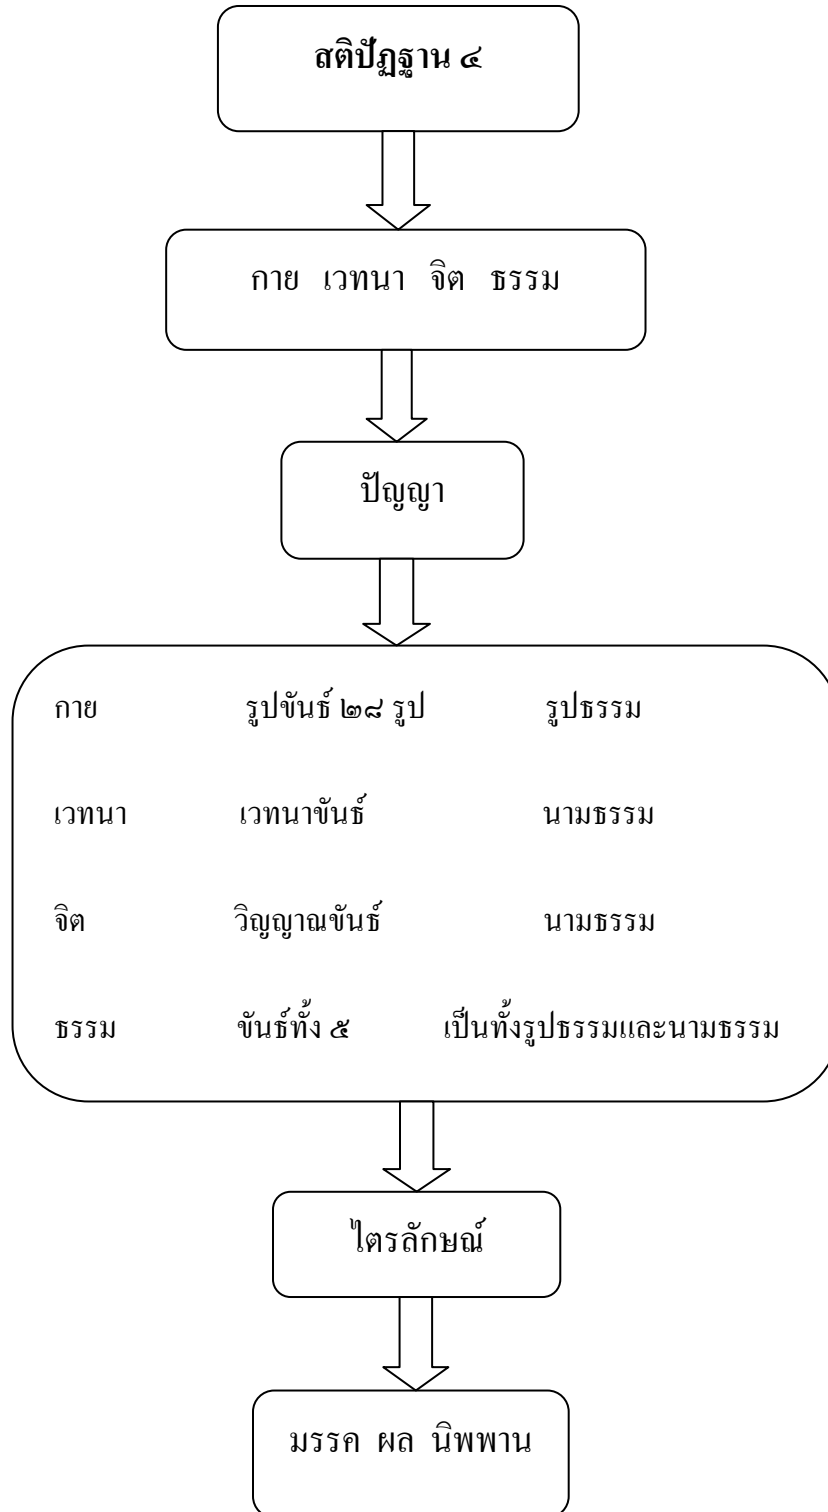 สติปัฏฐาน ๔
กาย เวทนา จิต ธรรม
ปัญญา
กาย รูปขันธ์ ๒๘ รูป รูปธรรม
เวทนา เวทนาขันธ์ นามธรรม
จิต วิญญาณขันธ์ นามธรรม
ธรรม ขันธ์ทั้ง ๕ เป็นทั้งรูปธรรมและนามธรรม
ไตรลักษณ์
มรรค ผล นิพพาน